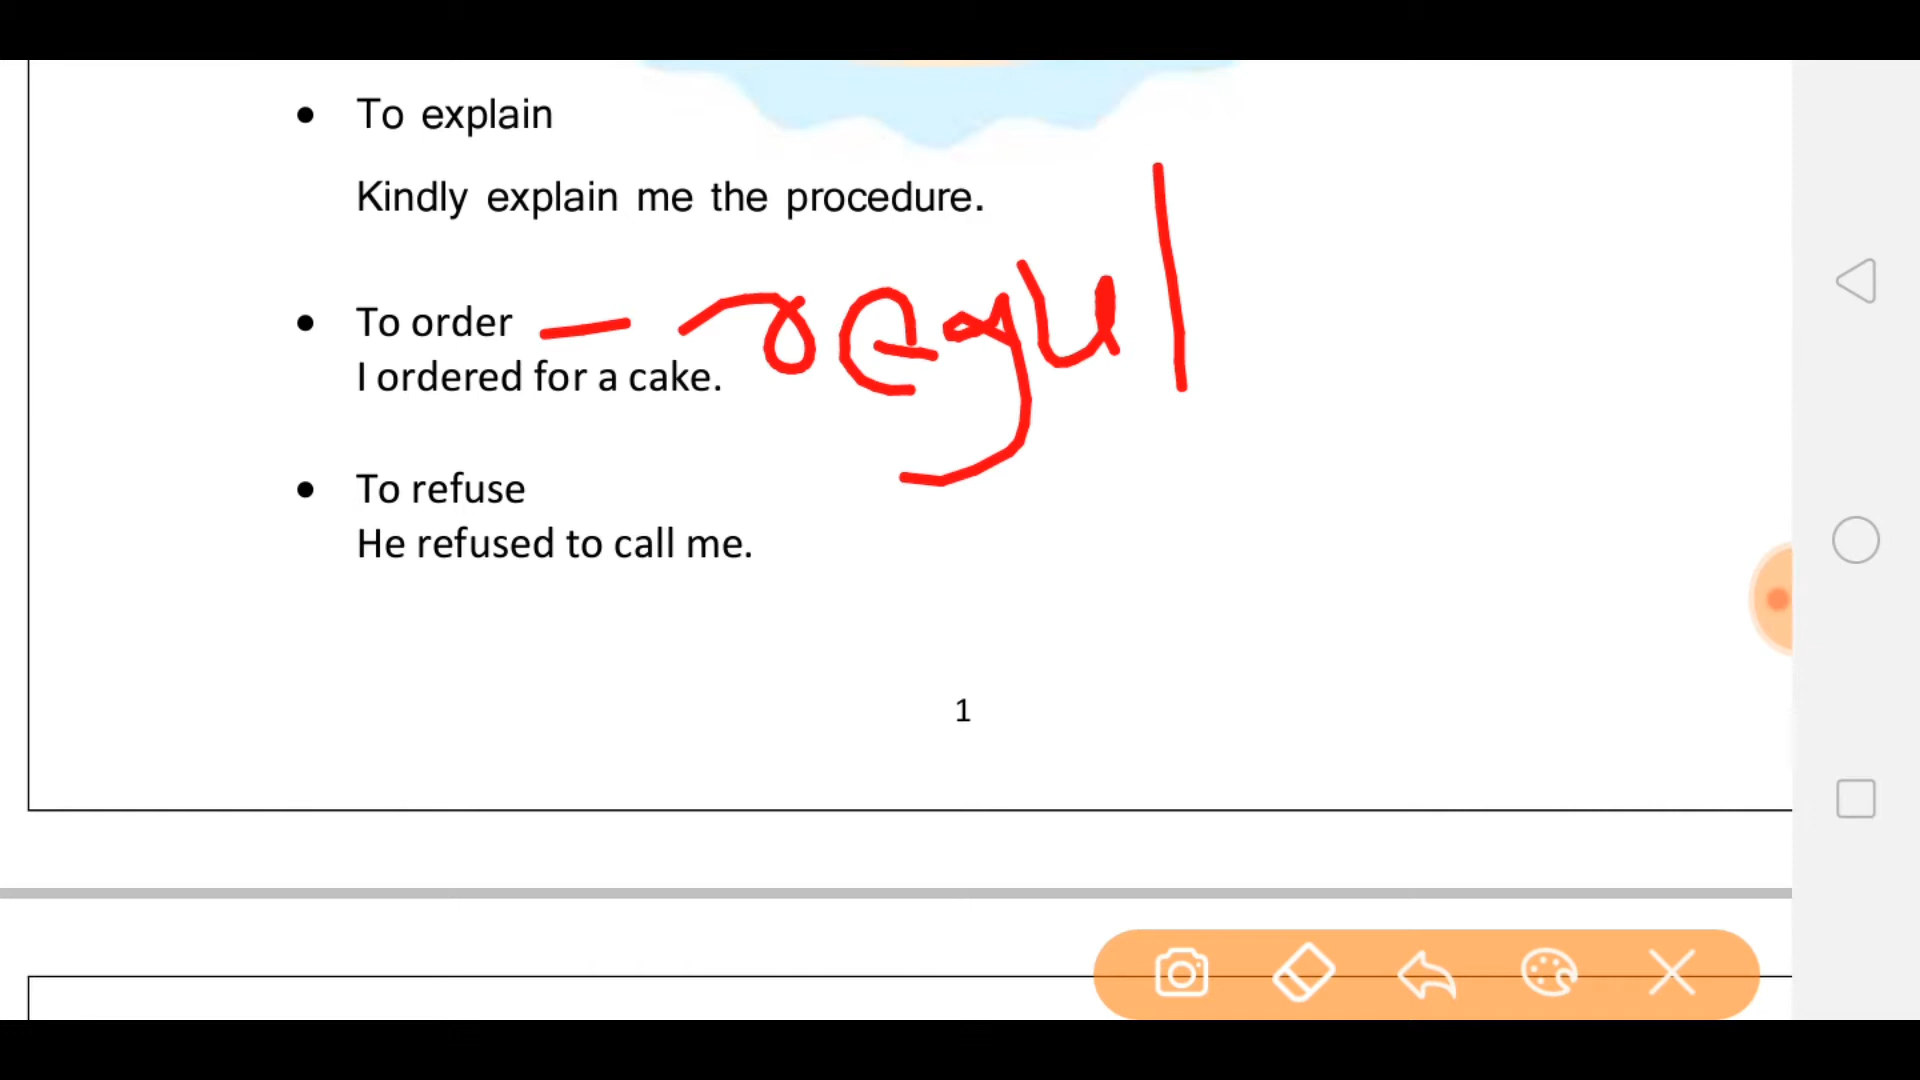 To explain
Kindly explain me the procedure.
To order — regul
I ordered for a cake.
To refuse
He refused to call me.
1